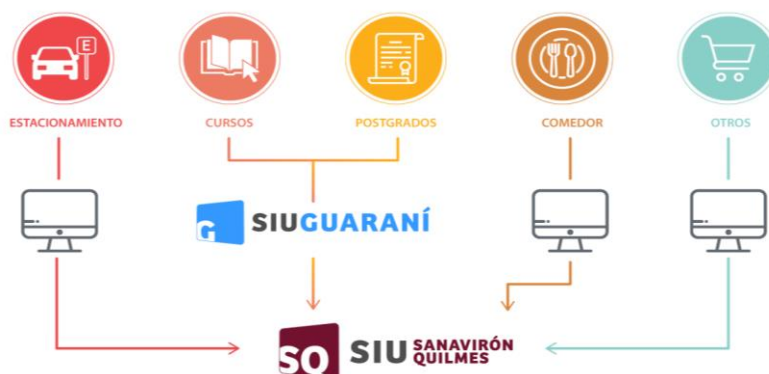 E
ESTACIONAMIENTO
CURSOS
POSTGRADOS
COMEDOR
OTROS
G SIUGUARANÍ
SQ SIU SANAVIRÓN
QUILMES